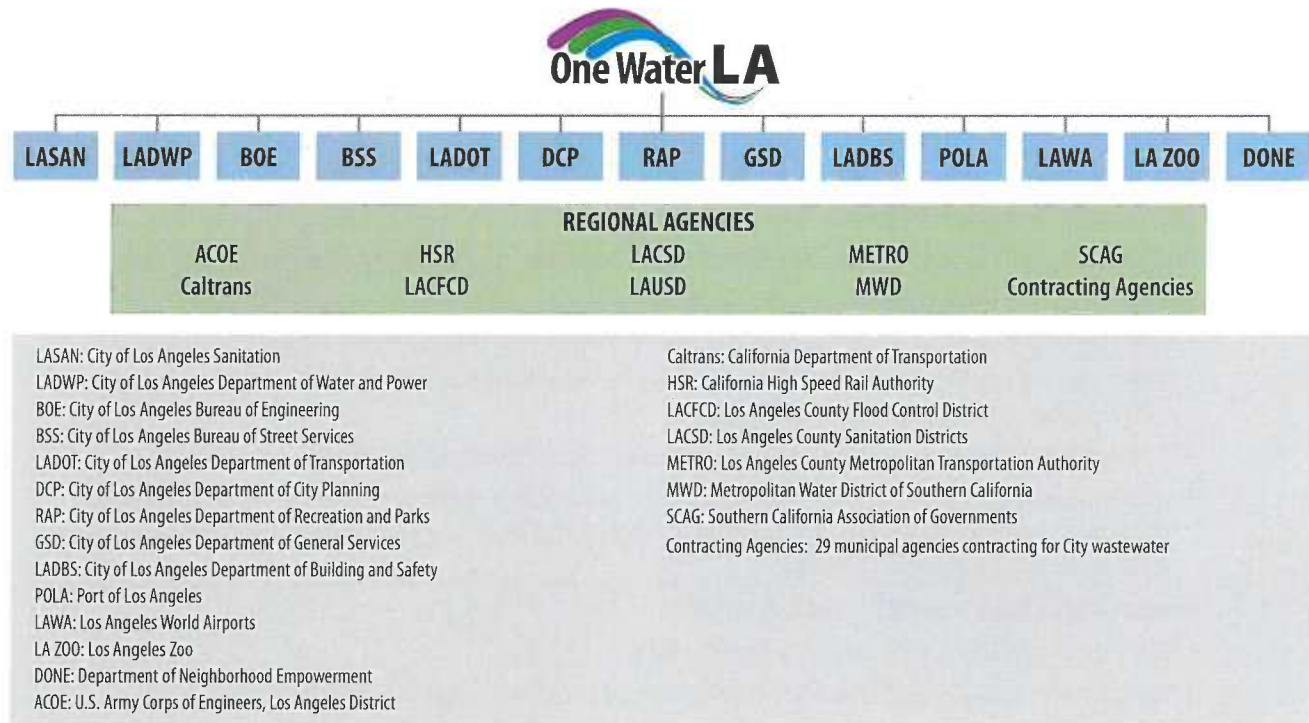 One Water LA
LASAN LADWP BOE BSS LADOT DCP RAP GSD LADBS POLA LAWA LA ZOO DONE
REGIONAL AGENCIES
ACOE HSR LACSD METRO SCAG
Caltrans LACFCD LAUSD MWD Contracting Agencies
LASAN: City of Los Angeles Sanitation
LADWP: City of Los Angeles Department of Water and Power
BOE: City of Los Angeles Bureau of Engineering
BSS: City of Los Angeles Bureau of Street Services
LADOT: City of Los Angeles Department of Transportation
DCP: City of Los Angeles Department of City Planning
RAP: City of Los Angeles Department of Recreation and Parks
GSD: City of Los Angeles Department of General Services
LADBS: City of Los Angeles Department of Building and Safety
POLA: Port of Los Angeles
LAWA: Los Angeles World Airports
LA ZOO: Los Angeles Zoo
DONE: Department of Neighborhood Empowerment
ACOE: U.S. Army Corps of Engineers, Los Angeles District
Caltrans: California Department of Transportation
HSR: California High Speed Rail Authority
LACFCD: Los Angeles County Flood Control District
LACSD: Los Angeles County Sanitation Districts
METRO: Los Angeles County Metropolitan Transportation Authority
MWD: Metropolitan Water District of Southern California
SCAG: Southern California Association of Governments
Contracting Agencies: 29 municipal agencies contracting for City wastewater